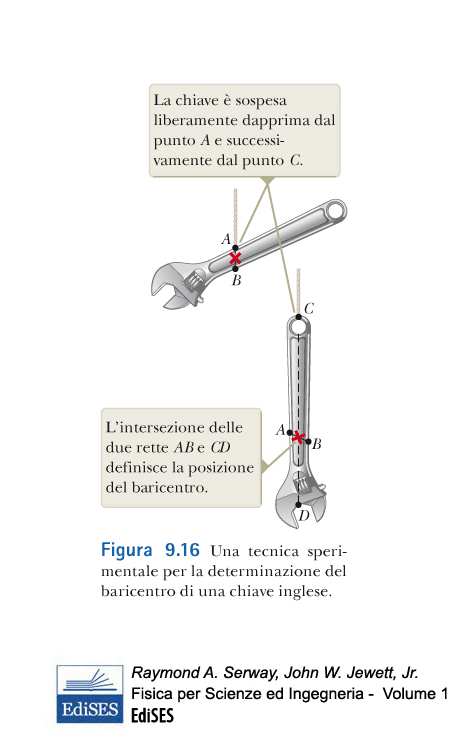 La chiave è sospesa
liberamente dapprima dal
punto A e successi-
vamente dal punto C.
A
B
C
A
B
L'intersezione delle
due rette AB e CD
definisce la posizione
del baricentro.
D
Figura 9.16 Una tecnica speri-
mentale per la determinazione del
baricentro di una chiave inglese.
Raymond A. Serway, John W. Jewett, Jr.
Fisica per Scienze ed Ingegneria - Volume 1
EdiSES
EdiSES